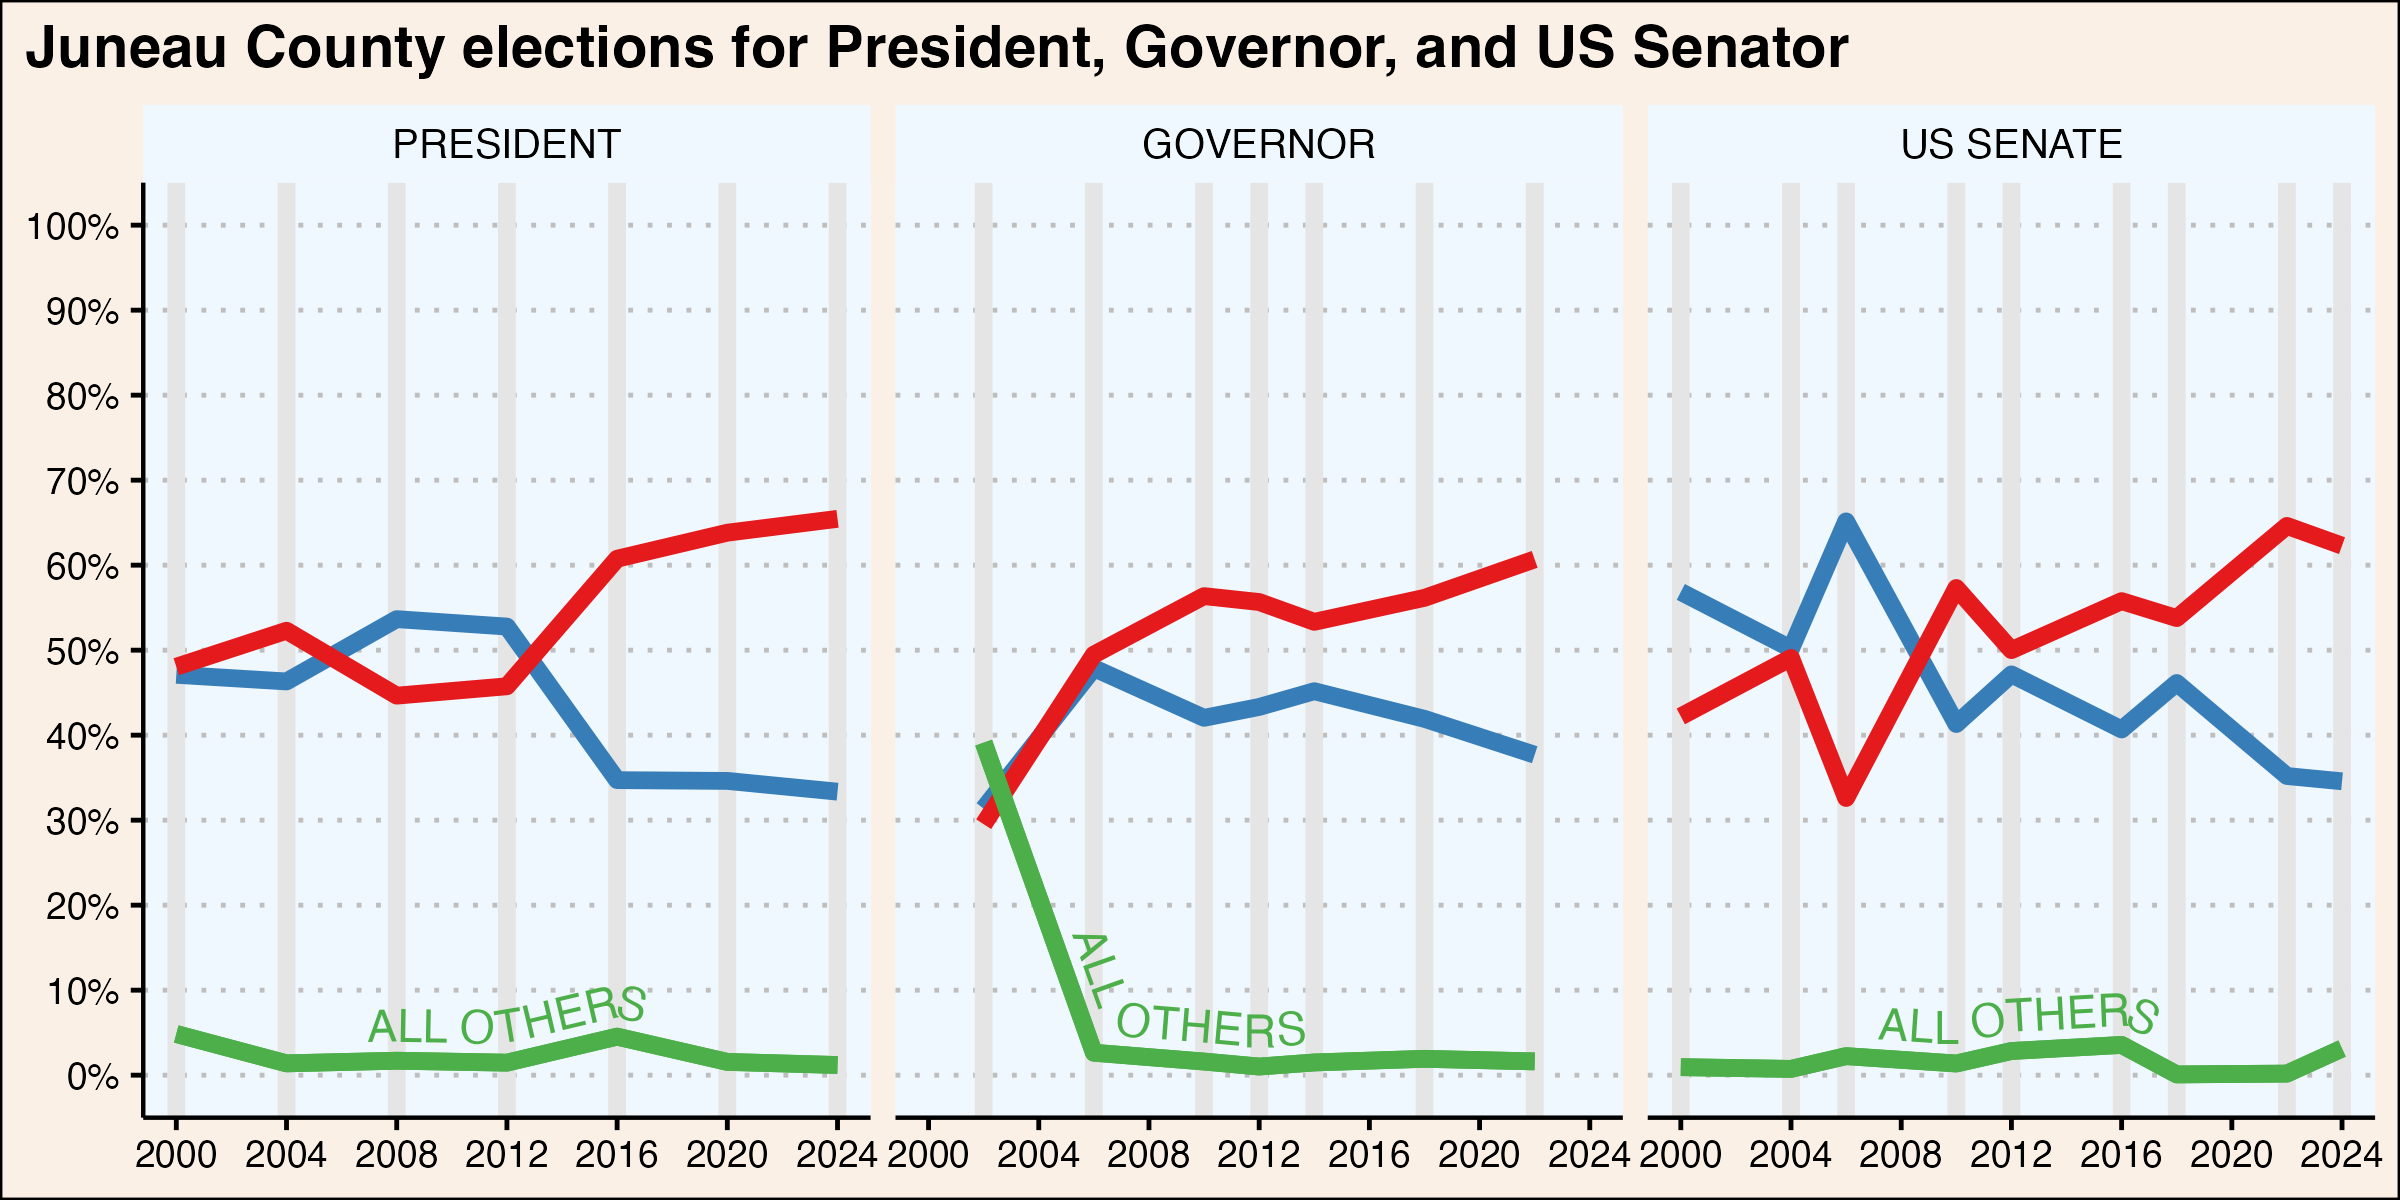 Juneau County elections for President, Governor, and US Senator
PRESIDENT
GOVERNOR
US SENATE
100%
90%
80%
70%
60%
50%
40%
30%
20%
10%
0%
ALL OTHERS
ALL OTHERS
ALL OTHERS
2000 2004 2008 2012 2016 2020 2024
2000 2004 2008 2012 2016 2020 2024
2000 2004 2008 2012 2016 2020 2024